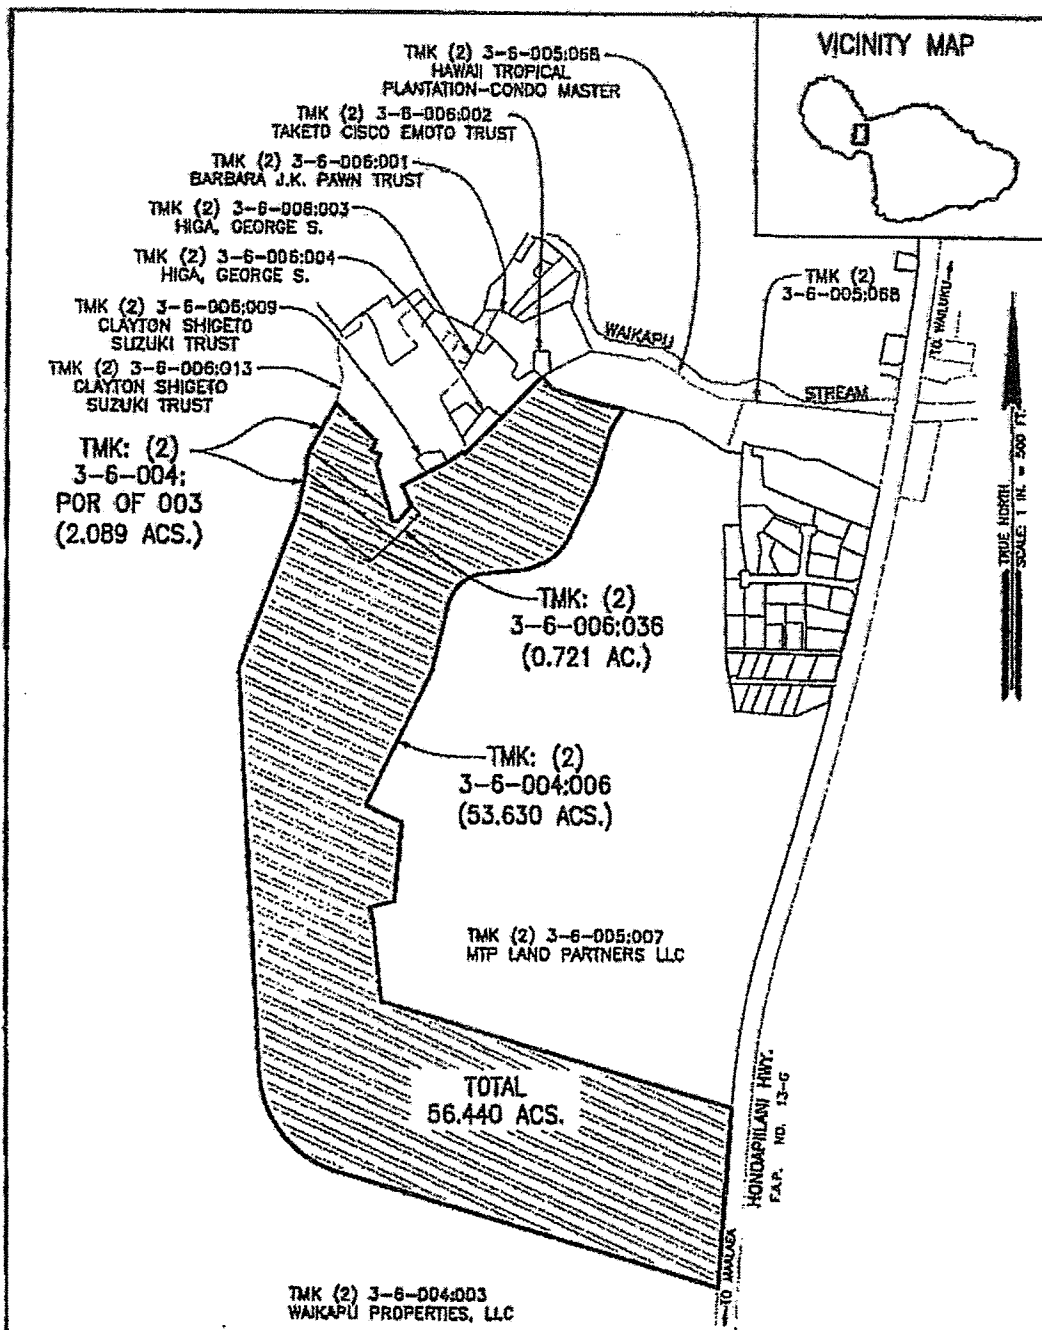 VICINITY MAP
TMK (2) 3-6-005:068
HAWAII TROPICAL
PLANTATION-CONDO MASTER
TMK (2) 3-6-006:002
TAKETO CISCO EMOTO TRUST
TMK (2) 3-6-006:001
BARBARA J.K. PAWN TRUST
TMK (2) 3-6-006:003
HIGA, GEORGE S.
TMK (2) 3-6-006:004
HIGA, GEORGE S.
TMK (2) 3-6-006:009
CLAYTON SHIGETO
SUZUKI TRUST
TMK (2) 3-6-006:013
CLAYTON SHIGETO
SUZUKI TRUST
TMK: (2)
3-6-004:
POR OF 003
(2.089 ACS.)
TMK (2)
3-6-005:068
WAIKAPU
STREAM
TO WAILUKU
TRUE NORTH
SCALE: 1 IN. = 500 FT.
TMK: (2)
3-6-006:036
(0.721 AC.)
TMK: (2)
3-6-004:006
(53.630 ACS.)
TMK (2) 3-6-005:007
MTP LAND PARTNERS LLC
TOTAL
56.440 ACS.
HONOAPIILANI HWY.
F.A.P. NO. 13-G
TO MAALAEA
TMK (2) 3-6-004:003
WAIKAPU PROPERTIES, LLC